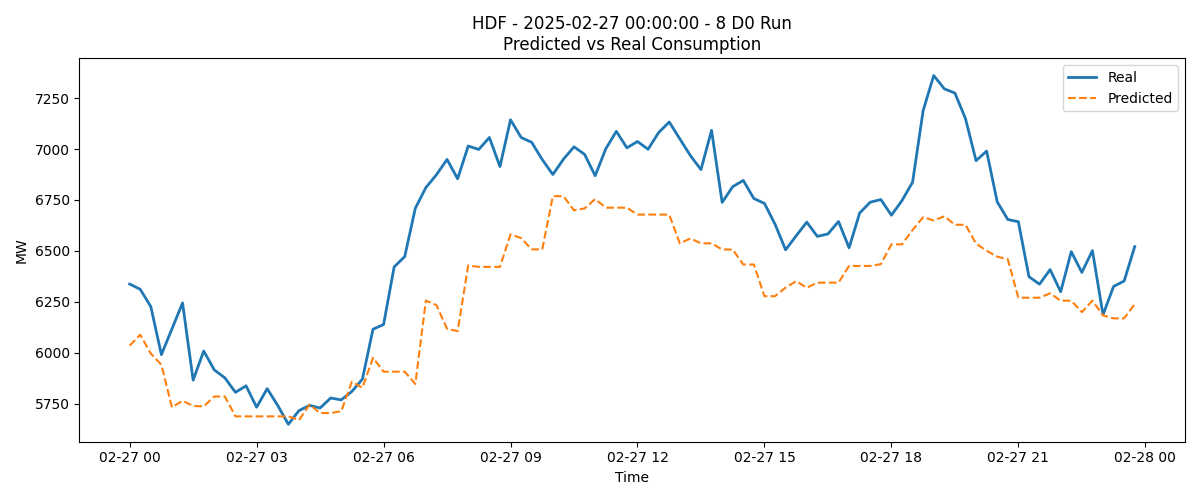 HDF - 2025-02-27 00:00:00 - 8 D0 Run
Predicted vs Real Consumption
Real
Predicted
MW
7250
7000
6750
6500
6250
6000
5750
02-27 00
02-27 03
02-27 06
02-27 09
02-27 12
02-27 15
02-27 18
02-27 21
02-28 00
Time